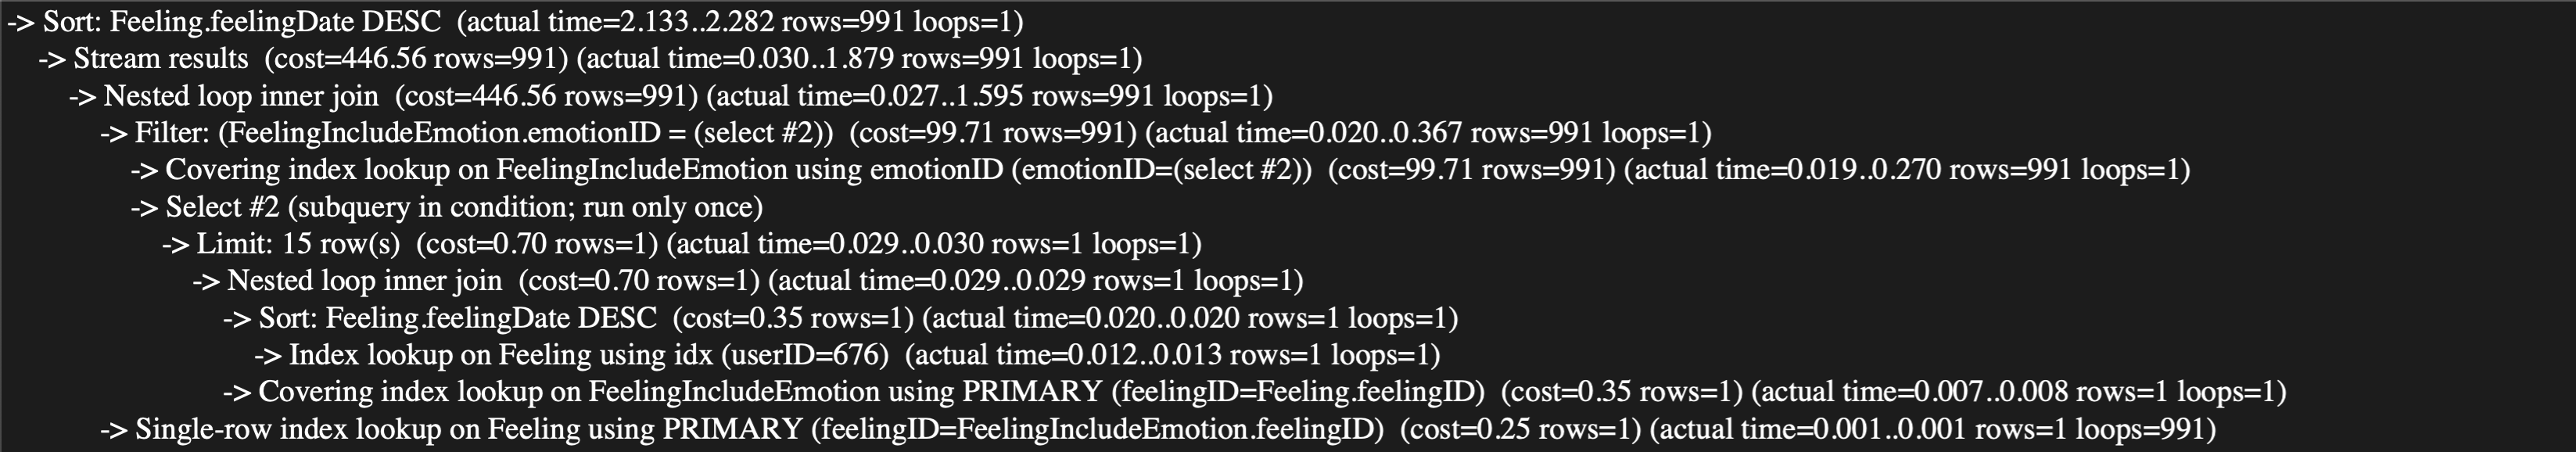 -> Sort: Feeling.feelingDate DESC (actual time=2.133..2.282 rows=991 loops=1)
-> Stream results (cost=446.56 rows=991) (actual time=0.030..1.879 rows=991 loops=1)
-> Nested loop inner join (cost=446.56 rows=991) (actual time=0.027..1.595 rows=991 loops=1)
-> Filter: (FeelingIncludeEmotion.emotionID = (select #2)) (cost=99.71 rows=991) (actual time=0.020..0.367 rows=991 loops=1)
-> Covering index lookup on FeelingIncludeEmotion using emotionID (emotionID=(select #2)) (cost=99.71 rows=991) (actual time=0.019..0.270 rows=991 loops=1)
-> Select #2 (subquery in condition; run only once)
-> Limit: 15 row(s) (cost=0.70 rows=1) (actual time=0.029..0.030 rows=1 loops=1)
-> Nested loop inner join (cost=0.70 rows=1) (actual time=0.029..0.029 rows=1 loops=1)
-> Sort: Feeling.feelingDate DESC (cost=0.35 rows=1) (actual time=0.020..0.020 rows=1 loops=1)
-> Index lookup on Feeling using idx (userID=676) (actual time=0.012..0.013 rows=1 loops=1)
-> Covering index lookup on FeelingIncludeEmotion using PRIMARY (feelingID=Feeling.feelingID) (cost=0.35 rows=1) (actual time=0.007..0.008 rows=1 loops=1)
-> Single-row index lookup on Feeling using PRIMARY (feelingID=FeelingIncludeEmotion.feelingID) (cost=0.25 rows=1) (actual time=0.001..0.001 rows=1 loops=991)